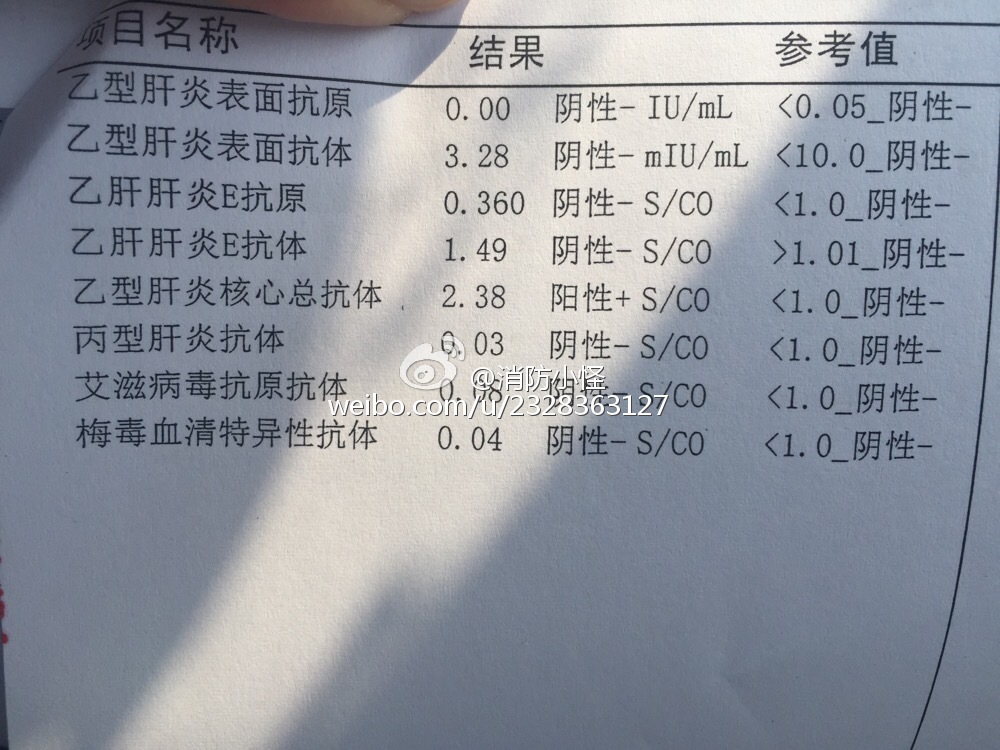 项目名称 结果 参考值
乙型肝炎表面抗原 0.00 阴性- IU/mL <0.05_阴性-
乙型肝炎表面抗体 3.28 阴性- mIU/mL <10.0_阴性-
乙肝肝炎E抗原 0.360 阴性- S/CO <1.0_阴性-
乙肝肝炎E抗体 1.49 阴性- S/CO >1.01_阴性-
乙型肝炎核心总抗体 2.38 阳性+ S/CO <1.0_阴性-
丙型肝炎抗体 0.03 阴性- S/CO <1.0_阴性-
@消防小怪
艾滋病毒抗原抗体 阴性- S/CO <1.0_阴性-
weibo.com/u/2328363127
梅毒血清特异性抗体 0.04 阴性- S/CO <1.0_阴性-